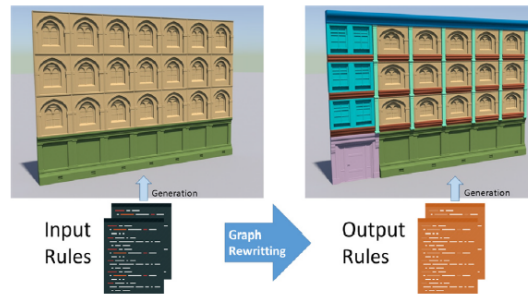 Generation
Generation
Input
Rules
Graph
Rewritting
Output
Rules